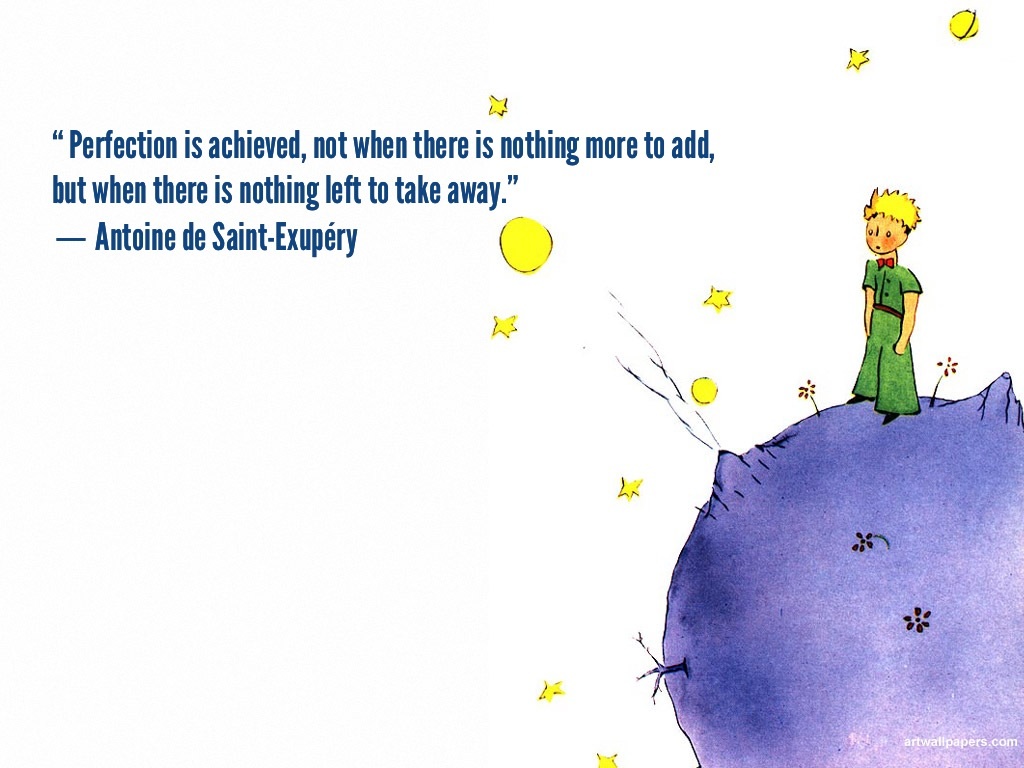 “ Perfection is achieved, not when there is nothing more to add,
but when there is nothing left to take away.”
— Antoine de Saint-Exupéry
artwallpapers.com